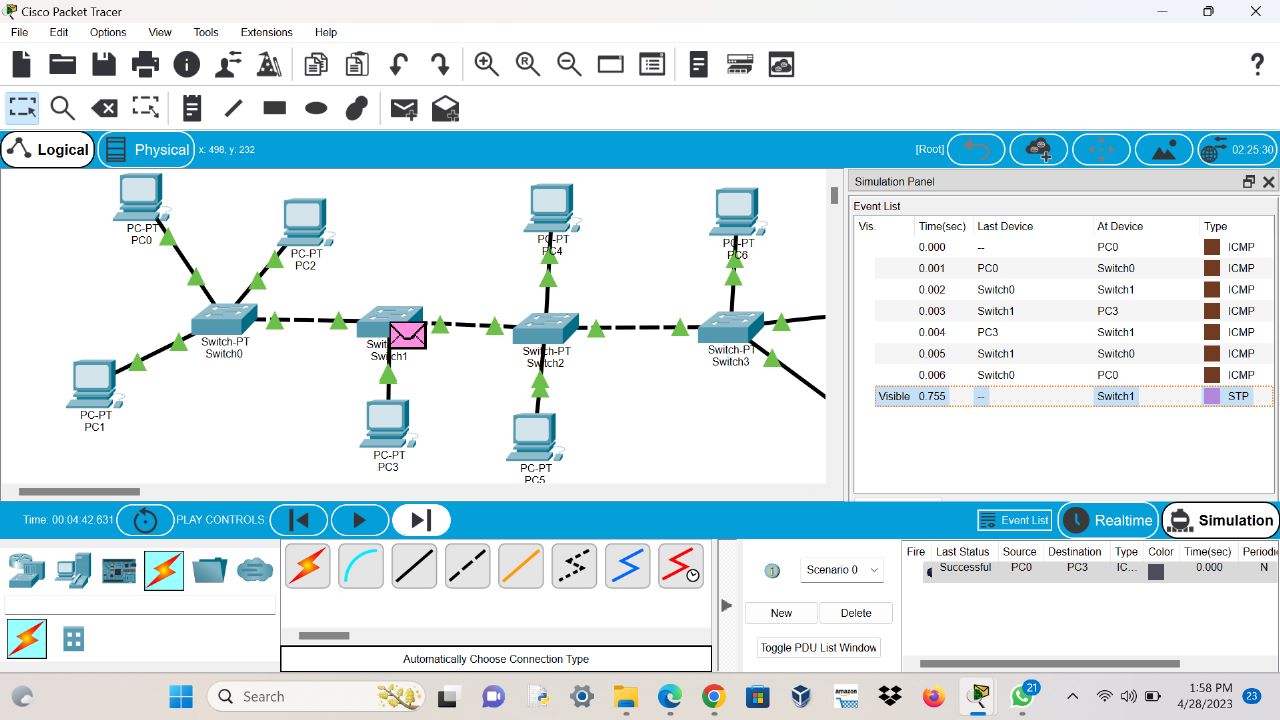 Cisco Packet Tracer
File Edit Options View Tools Extensions Help
R
?
Logical Physical x: 498, y: 232 [Root] 02:25:30
PC-PT
PC0
PC-PT
PC2
PC-PT
PC1
Switch-PT
Switch0
Switch1
PC-PT
PC3
PC-PT
PC4
Switch-PT
Switch2
PC-PT
PC5
PC-PT
PC6
Switch-PT
Switch3
Simulation Panel
Event List
Vis. Time(sec) Last Device At Device Type
0.000 -- PC0 ICMP
0.001 PC0 Switch0 ICMP
0.002 Switch0 Switch1 ICMP
0.003 Switch1 PC3 ICMP
0.004 PC3 Switch1 ICMP
0.005 Switch1 Switch0 ICMP
0.006 Switch0 PC0 ICMP
Visible 0.755 -- Switch1 STP
Time: 00:04:42.631 PLAY CONTROLS: Event List Realtime Simulation
Automatically Choose Connection Type
Scenario 0
New Delete
Toggle PDU List Window
Fire Last Status Source Destination Type Color Time(sec) Periodi
Successful PC0 PC3 IC... 0.000 N
Search
amazon
21
1:58 PM
4/28/2023
23